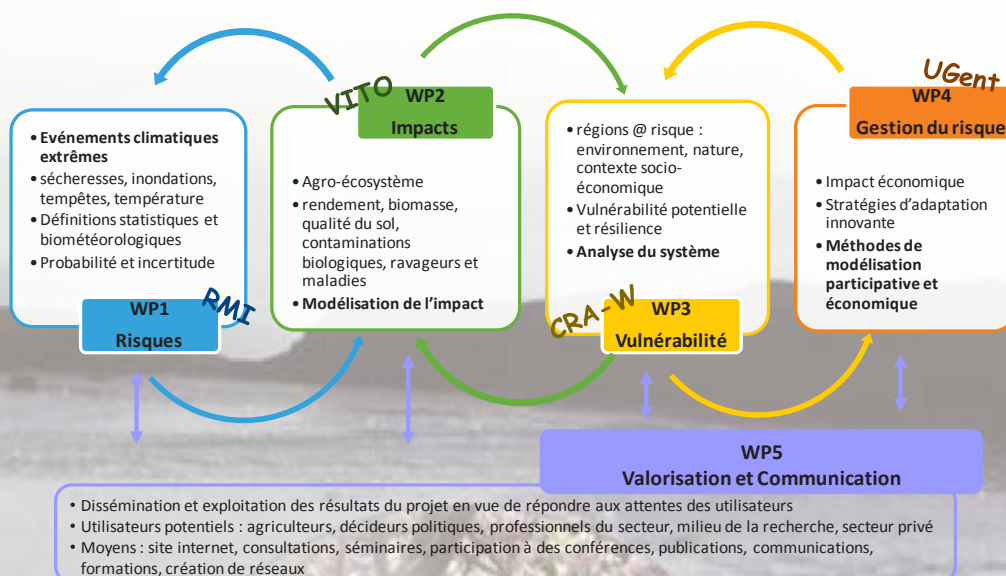 • Evénements climatiques
extrêmes
• sécheresses, inondations,
tempêtes, température
• Définitions statistiques et
biométéorologiques
• Probabilité et incertitude
WP1
Risques
RMI
VITO
WP2
Impacts
• Agro-écosystème
• rendement, biomasse,
qualité du sol,
contaminations
biologiques, ravageurs et
maladies
• Modélisation de l'impact
• régions @ risque :
environnement, nature,
contexte socio-
économique
• Vulnérabilité potentielle
et résilience
• Analyse du système
CRA-W
WP3
Vulnérabilité
UGent
WP4
Gestion du risque
• Impact économique
• Stratégies d'adaptation
innovante
• Méthodes de
modélisation
participative et
économique
WP5
Valorisation et Communication
• Dissémination et exploitation des résultats du projet en vue de répondre aux attentes des utilisateurs
• Utilisateurs potentiels : agriculteurs, décideurs politiques, professionnels du secteur, milieu de la recherche, secteur privé
• Moyens : site internet, consultations, séminaires, participation à des conférences, publications, communications,
formations, création de réseaux